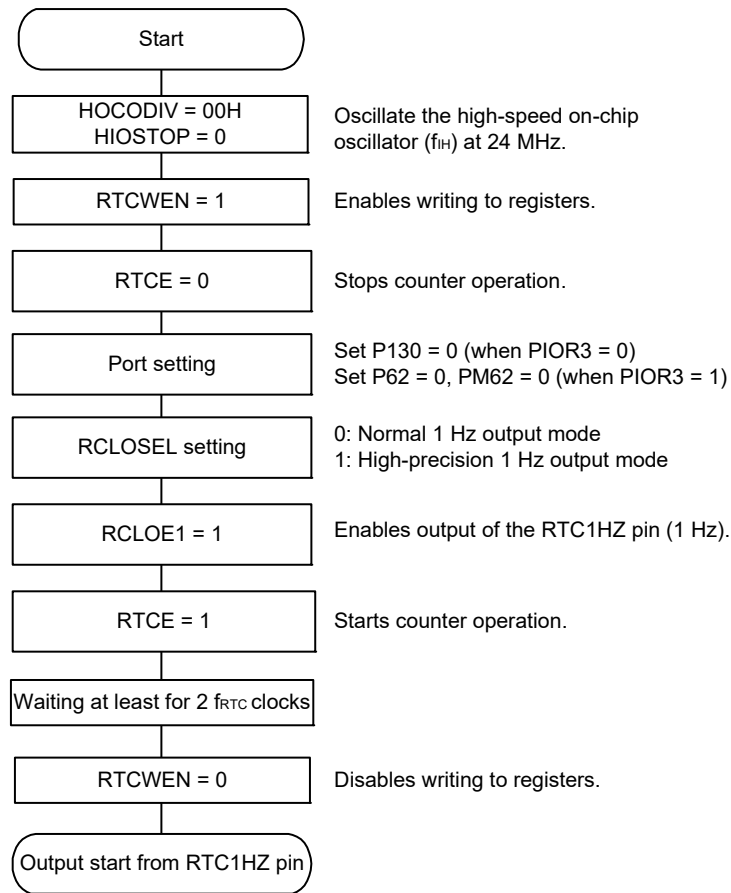 Start
HOCODIV = 00H
HIOSTOP = 0
Oscillate the high-speed on-chip
oscillator (fIH) at 24 MHz.
RTCWEN = 1
Enables writing to registers.
RTCE = 0
Stops counter operation.
Port setting
Set P130 = 0 (when PIOR3 = 0)
Set P62 = 0, PM62 = 0 (when PIOR3 = 1)
RCLOSEL setting
0: Normal 1 Hz output mode
1: High-precision 1 Hz output mode
RCLOE1 = 1
Enables output of the RTC1HZ pin (1 Hz).
RTCE = 1
Starts counter operation.
Waiting at least for 2 fRTC clocks
RTCWEN = 0
Disables writing to registers.
Output start from RTC1HZ pin